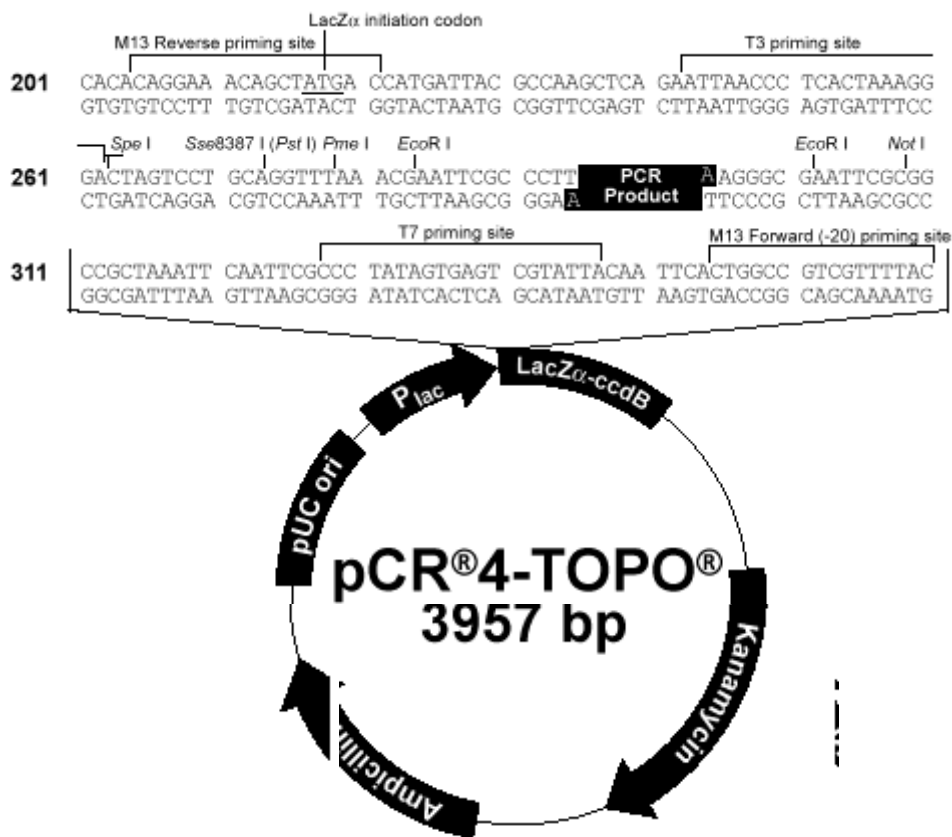 LacZα initiation codon
M13 Reverse priming site
T3 priming site
201 CACACAGGAA ACAGCTATGA CCATGATTAC GCCAAGCTCA GAATTAACCC TCACTAAAGG
GTGTGTCCTT TGTCGATACT GGTACTAATG CGGTTCGAGT CTTAATTGGG AGTGATTTCC
Spe I Sse8387 I (Pst I) Pme I EcoR I EcoR I Not I
261 GACTAGTCCT GCAGGTTTAA ACGAATTCGC CCTT PCR Product A AGGGC GAATTCGCGG
CTGATCAGGA CGTCCAAATT TGCTTAAGCG GGA A TTCCCG CTTAAGCGCC
T7 priming site
M13 Forward (-20) priming site
311 CCGCTAAATT CAATTCGCCC TATAGTGAGT CGTATTACAA TTCACTGGCC GTCGTTTTAC
GGCGATTTAA GTTAAGCGGG ATATCACTCA GCATAATGTT AAGTGACCGG CAGCAAAATG
Plac
LacZα-ccdB
pUC ori
pCR®4-TOPO®
3957 bp
Kanamycin
Ampicillin